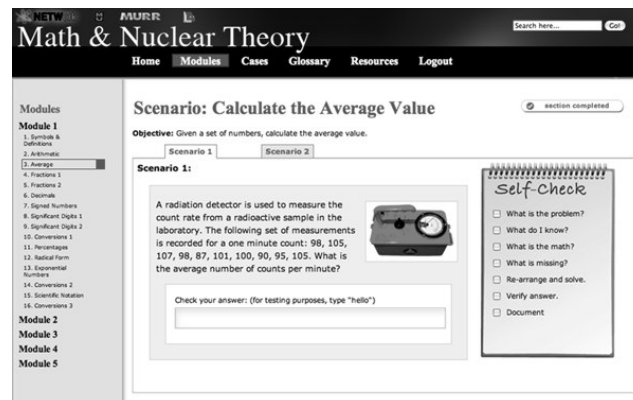 MURR
Search here...
Go!
Math & Nuclear Theory
Home Modules Cases Glossary Resources Logout
Modules
Module 1
1. Symbols &
Definitions
2. Arithmetic
3. Average
4. Fractions 1
5. Fractions 2
6. Decimals
7. Signed Numbers
8. Significant Digits 1
9. Significant Digits 2
10. Conversions 1
11. Percentages
12. Radical Form
13. Exponential
Numbers
14. Conversions 2
15. Scientific Notation
16. Conversions 3
Module 2
Module 3
Module 4
Module 5
Scenario: Calculate the Average Value
section completed
Objective: Given a set of numbers, calculate the average value.
Scenario 1 Scenario 2
Scenario 1:
A radiation detector is used to measure the
count rate from a radioactive sample in the
laboratory. The following set of measurements
is recorded for a one minute count: 98, 105,
107, 98, 87, 101, 100, 90, 95, 105. What is
the average number of counts per minute?
Check your answer: (for testing purposes, type "hello")
Self-Check
What is the problem?
What do I know?
What is the math?
What is missing?
Re-arrange and solve.
Verify answer.
Document